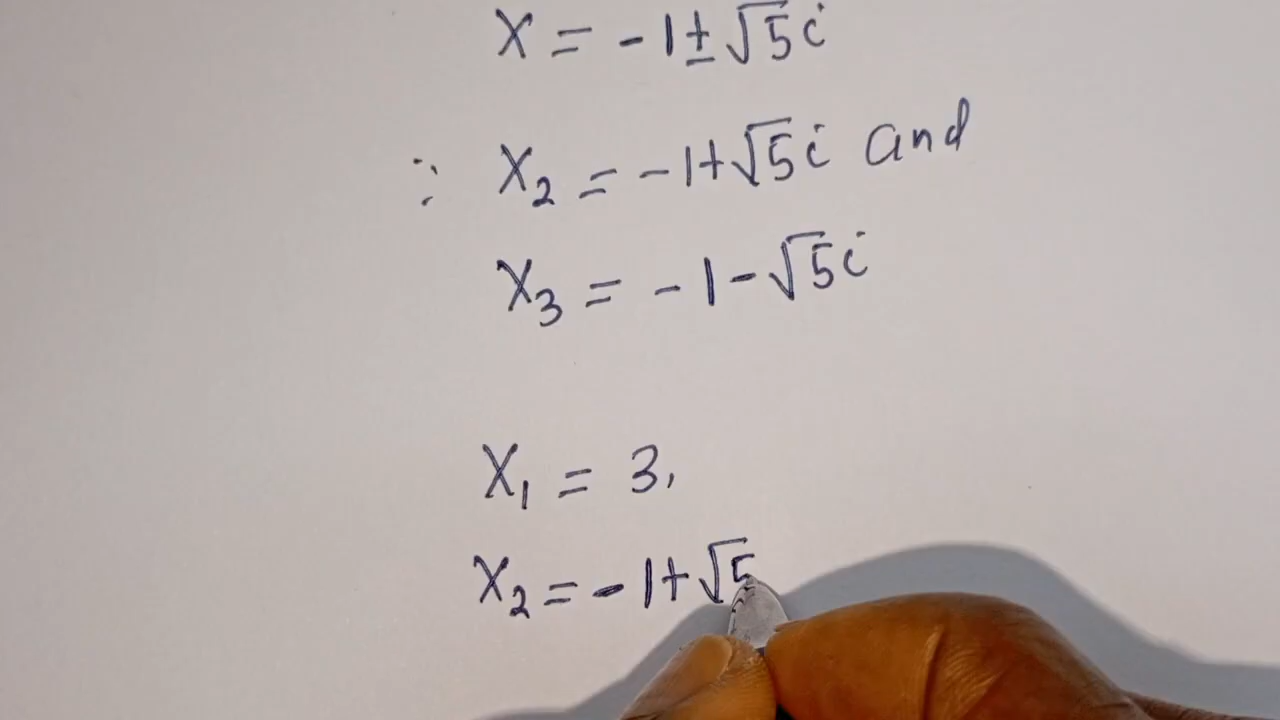 X = -1±√5i
∴ X₂ = -1+√5i and
X₃ = -1-√5i
X₁ = 3,
X₂ = -1+√5